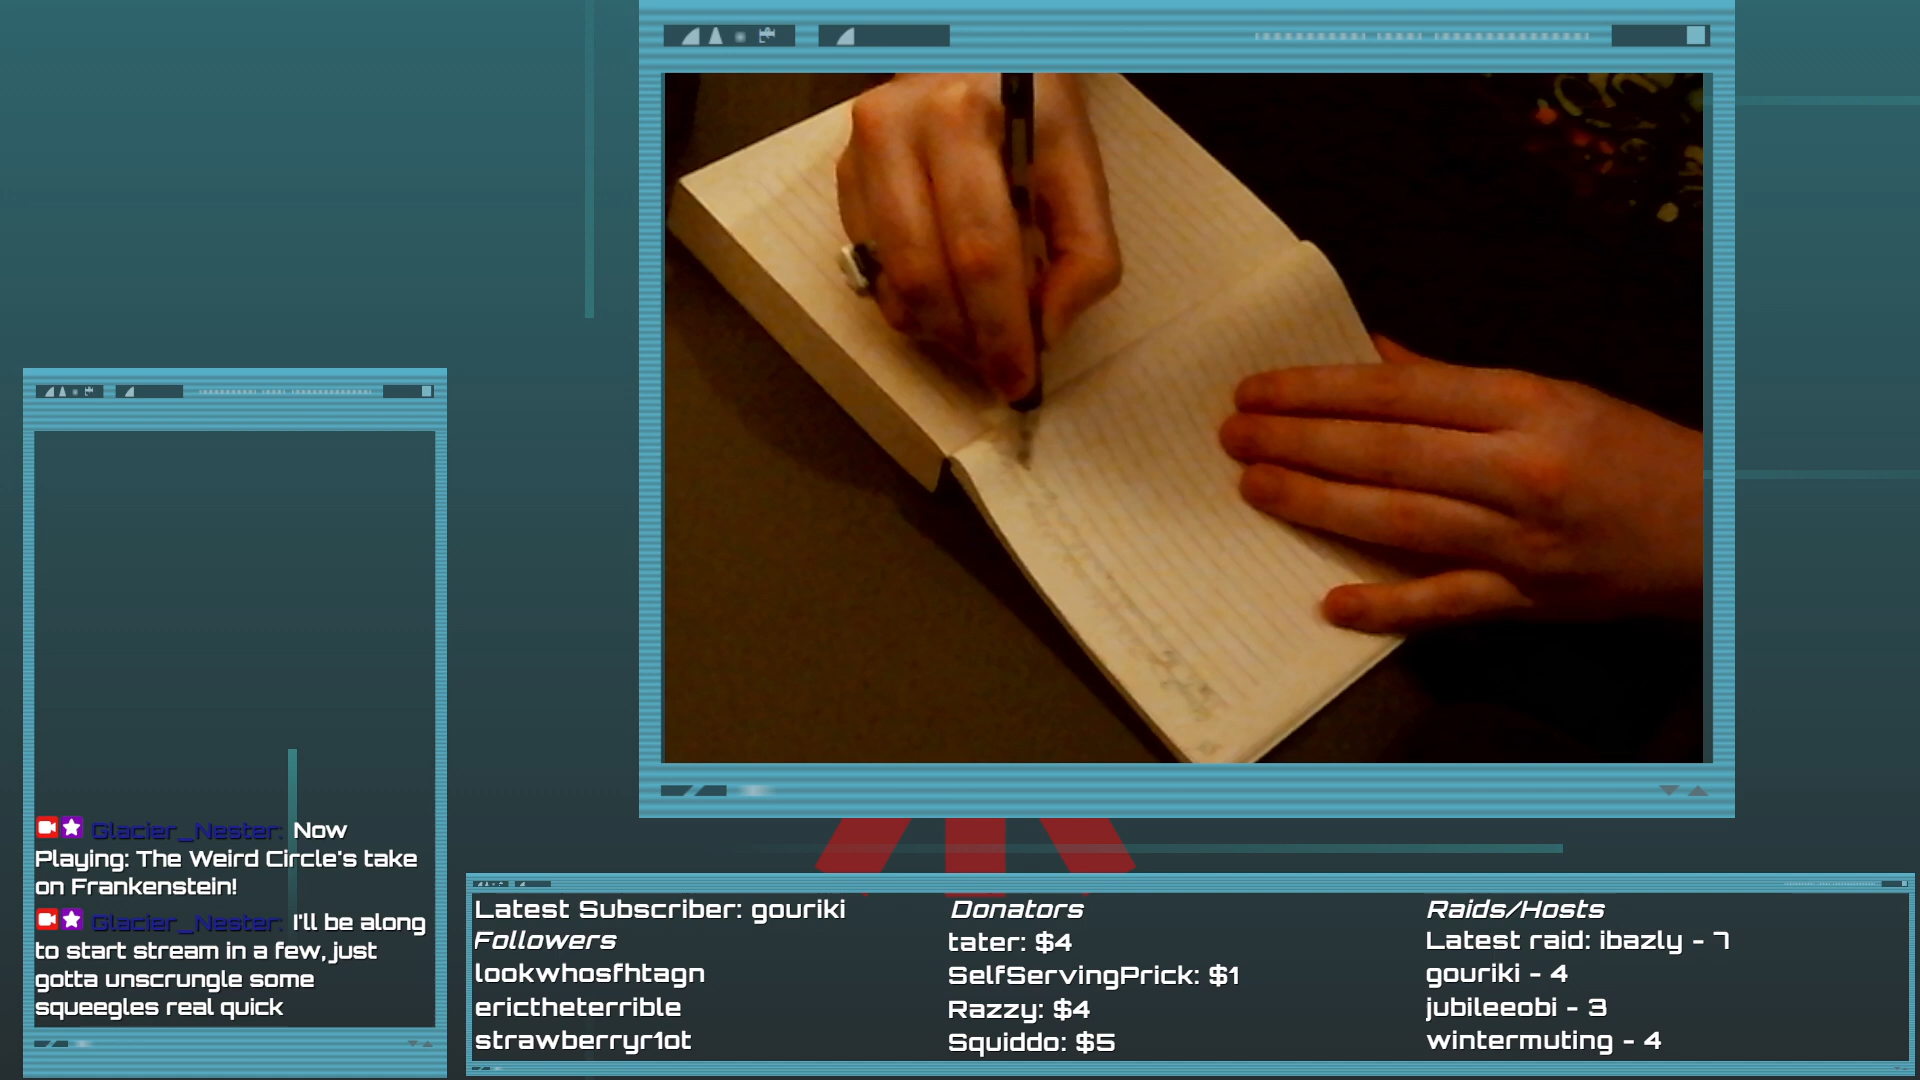 Glacier_Nester: Now
Playing: The Weird Circle's take
on Frankenstein!
Glacier_Nester: I'll be along
to start stream in a few, just
gotta unscrungle some
squeegles real quick
Latest Subscriber: gouriki
Followers
lookwhosfhtagn
erictheterrible
strawberryr1ot
Donators
tater: $4
SelfServingPrick: $1
Razzy: $4
Squiddo: $5
Raids/Hosts
Latest raid: ibazly - 7
gouriki - 4
jubileeobi - 3
wintermuting - 4